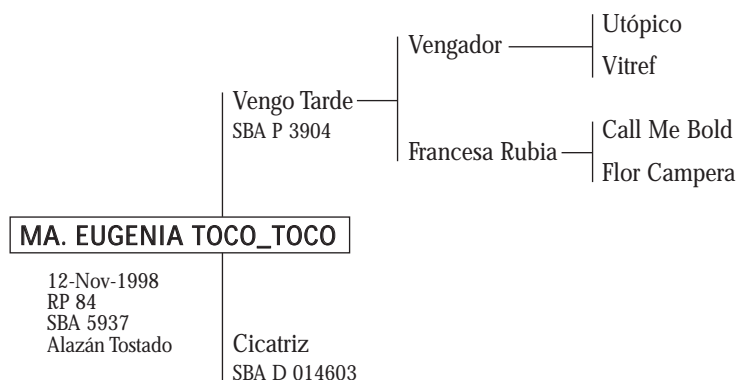 Utópico
Vengador
Vitref
Vengo Tarde
SBA P 3904
Call Me Bold
Francesa Rubia
Flor Campera
MA. EUGENIA TOCO_TOCO
12-Nov-1998
RP 84
SBA 5937
Alazán Tostado
Cicatriz
SBA D 014603